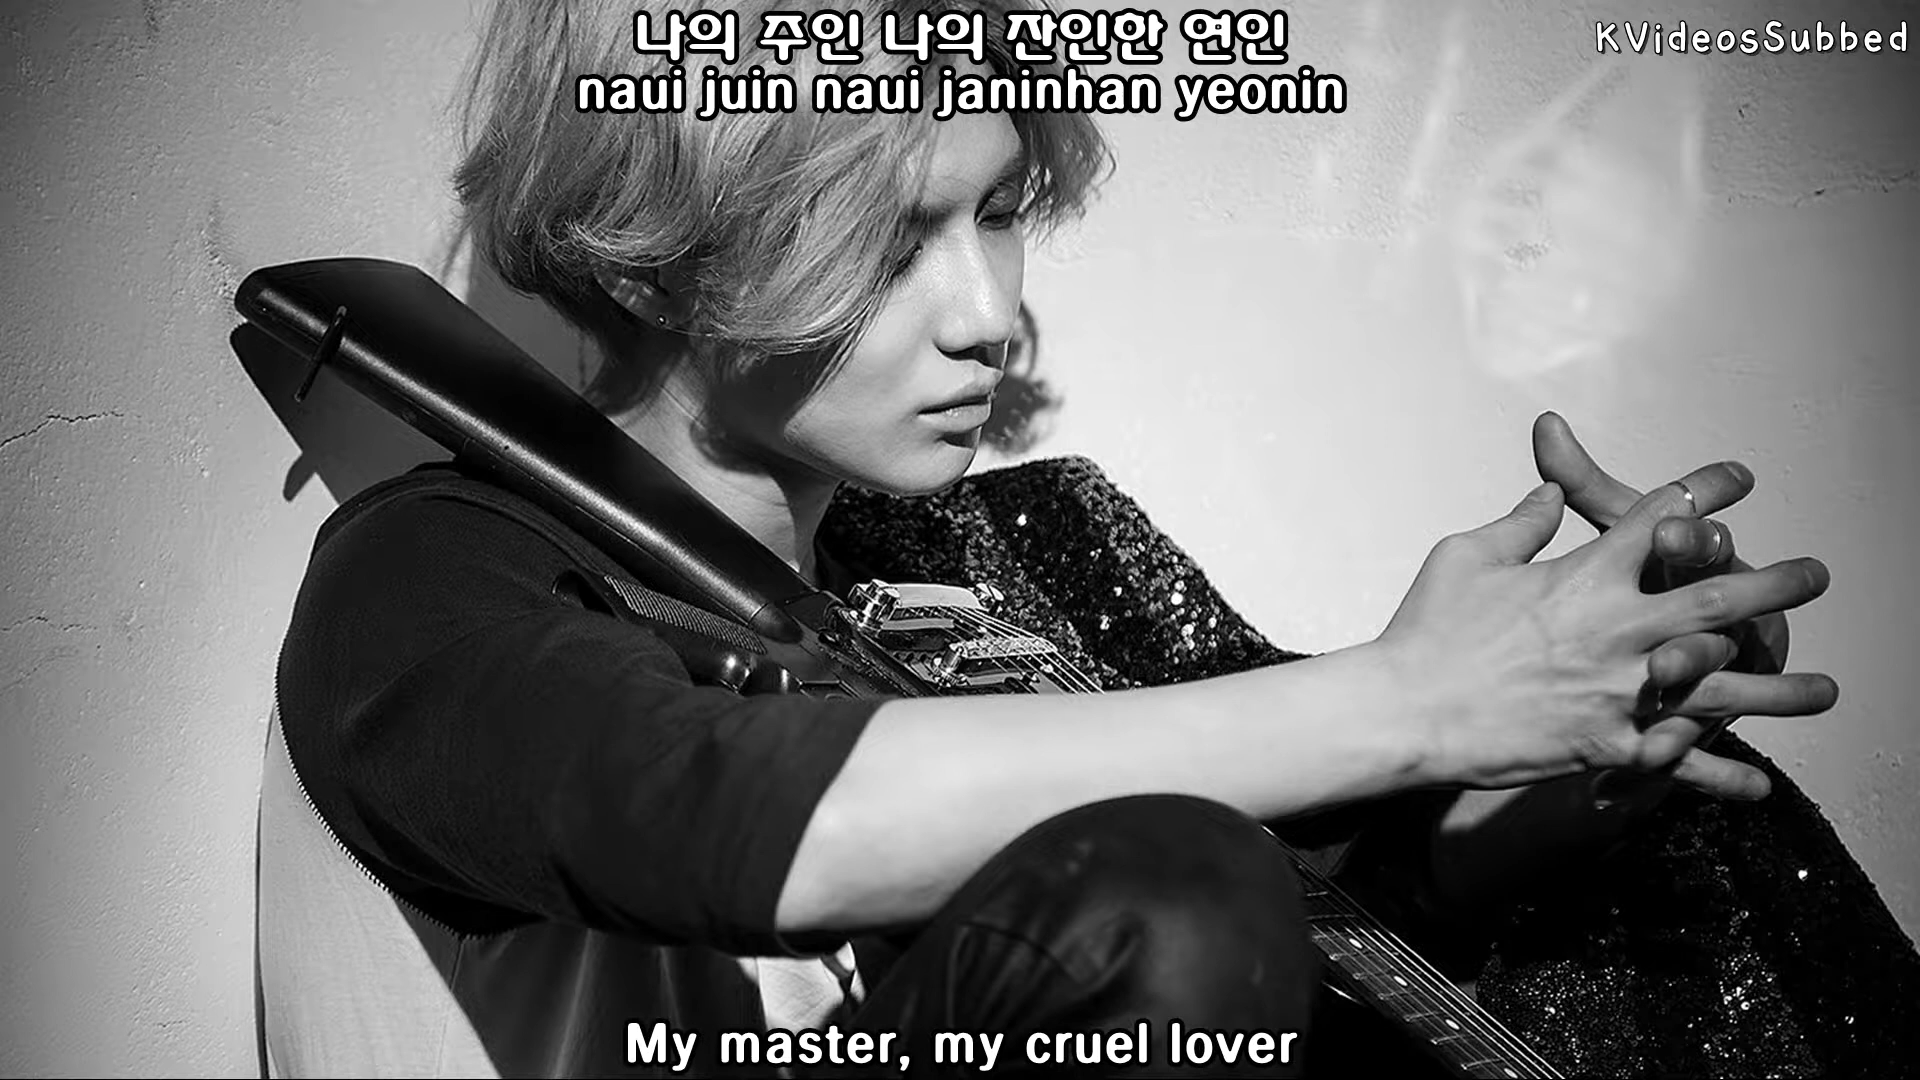 나의 주인 나의 잔인한 연인
KVideosSubbed
naui juin naui janinhan yeonin
My master, my cruel lover